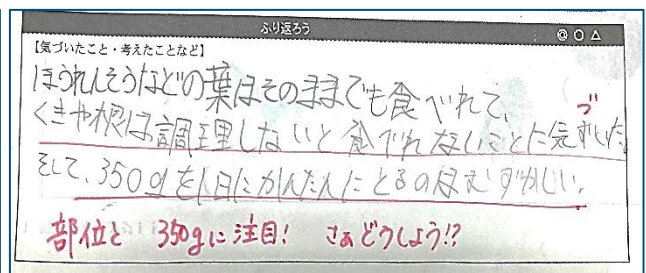 ふり返ろう ◎ ○ △
【気づいたこと・考えたことなど】
ほうれんそうなどの葉はそのままでも食べれて、
づ
くきや根は調理しないと食べれないことに気ずいた。
そして、350gを1日にかんたんにとるのはむずかしい。
部位と 350gに注目! さぁどうしよう!?